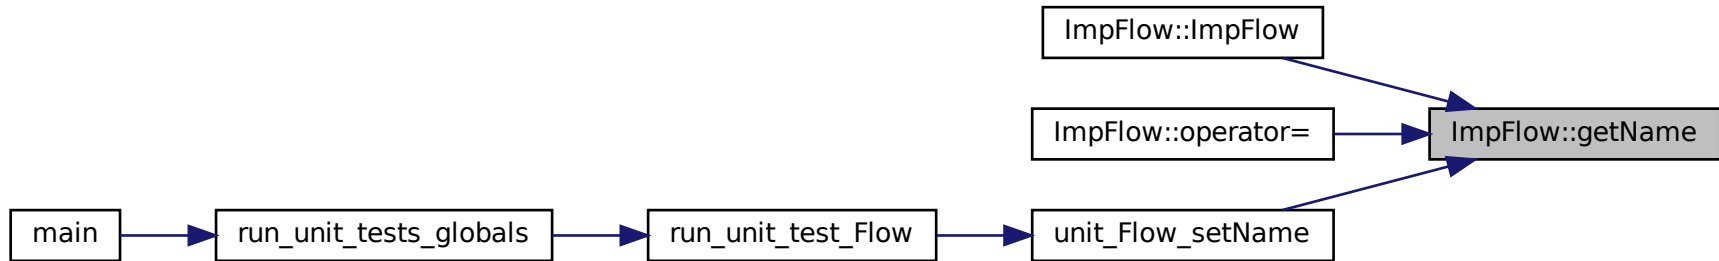 ImpFlow::ImpFlow
ImpFlow::operator=
ImpFlow::getName
main
run_unit_tests_globals
run_unit_test_Flow
unit_Flow_setName